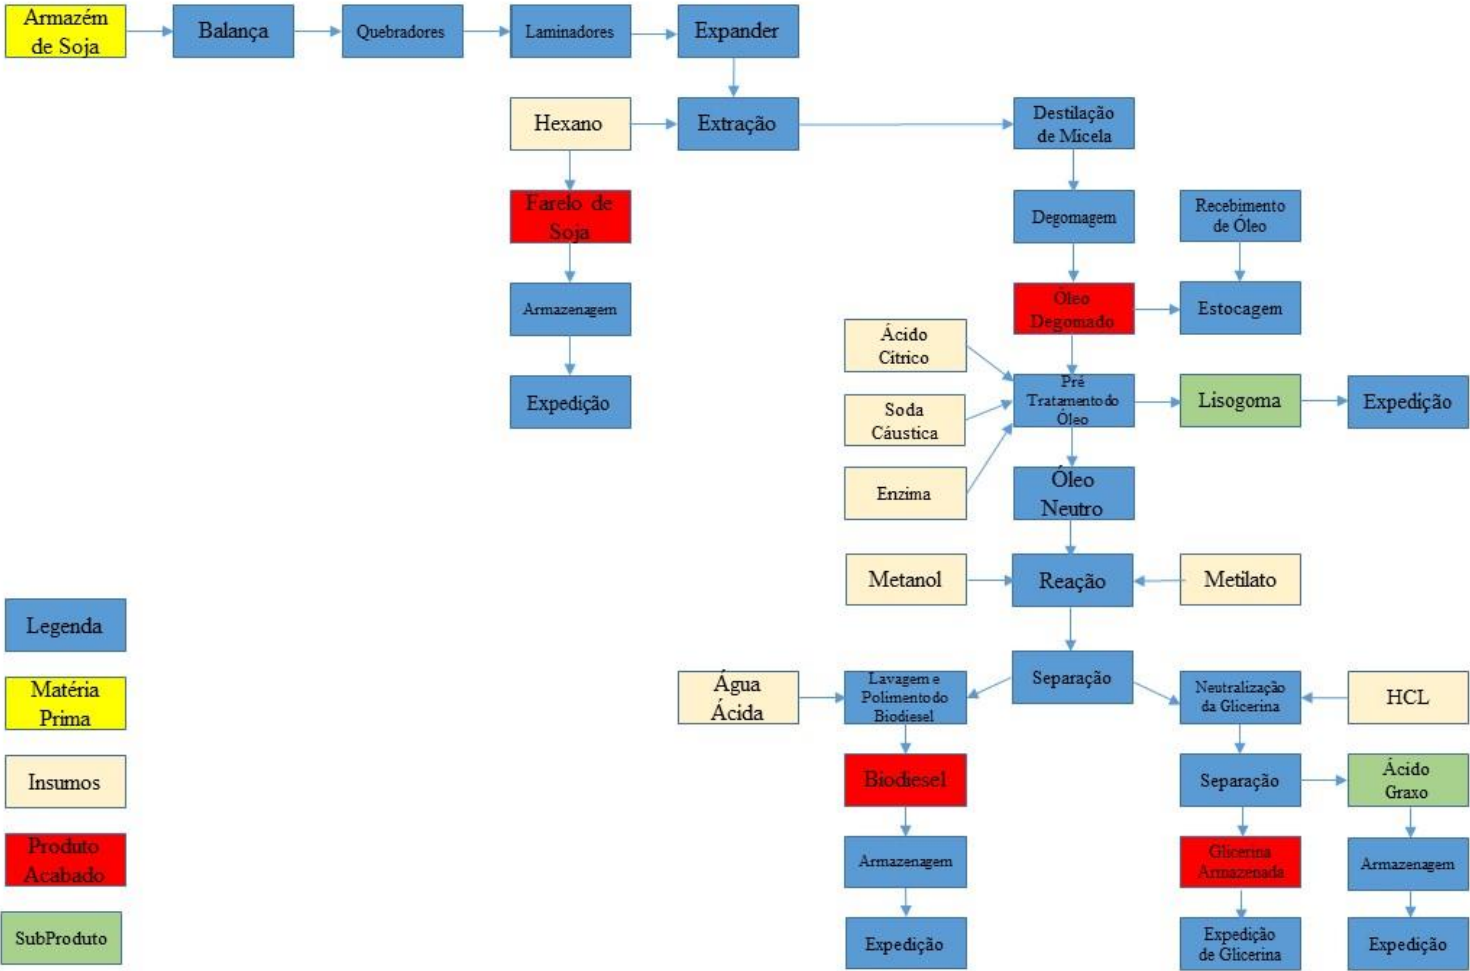 Armazém
de Soja
Balança
Quebradores
Laminadores
Expander
Hexano
Extração
Destilação
de Micela
Farelo de
Soja
Degomagem
Recebimento
de Óleo
Armazenagem
Óleo
Degomado
Estocagem
Ácido
Cítrico
Expedição
Soda
Cáustica
Pré
Tratamento do
Óleo
Lisogoma
Expedição
Enzima
Óleo
Neutro
Metanol
Reação
Metilato
Legenda
Matéria
Prima
Água
Ácida
Lavagem e
Polimento do
Biodiesel
Separação
Neutralização
da Glicerina
HCL
Insumos
Biodiesel
Separação
Ácido
Graxo
Produto
Acabado
Armazenagem
Glicerina
Armazenada
Armazenagem
SubProduto
Expedição
Expedição
de Glicerina
Expedição